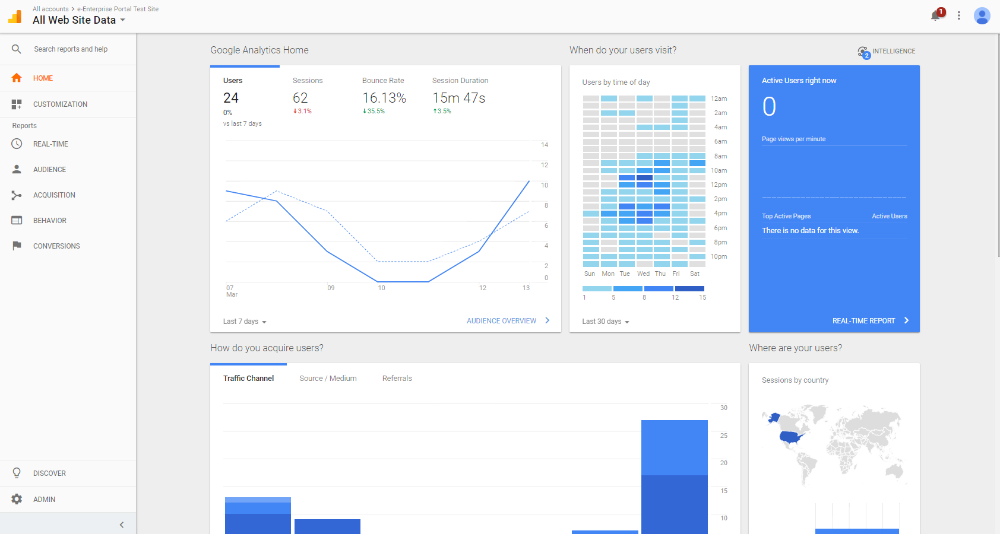 All accounts > e-Enterprise Portal Test Site
All Web Site Data
1
Search reports and help
HOME
CUSTOMIZATION
Reports
REAL-TIME
AUDIENCE
ACQUISITION
BEHAVIOR
CONVERSIONS
DISCOVER
ADMIN
Google Analytics Home
Users
24
0%
vs last 7 days
Sessions
62
3.1%
Bounce Rate
16.13%
35.5%
Session Duration
15m 47s
3.5%
14
12
10
8
6
4
2
0
07
Mar
09
10
12
13
Last 7 days
AUDIENCE OVERVIEW
When do your users visit?
Users by time of day
12am
2am
4am
6am
8am
10am
12pm
2pm
4pm
6pm
8pm
10pm
Sun Mon Tue Wed Thu Fri Sat
1 5 8 12 15
Last 30 days
2
INTELLIGENCE
Active Users right now
0
Page views per minute
Top Active Pages Active Users
There is no data for this view.
REAL-TIME REPORT
How do you acquire users?
Traffic Channel Source / Medium Referrals
30
25
20
15
10
Where are your users?
Sessions by country